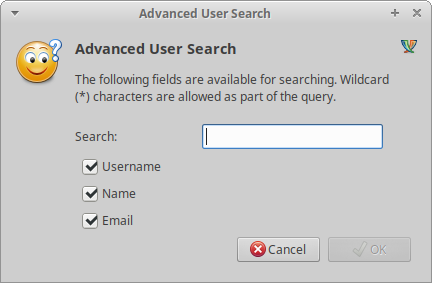 Advanced User Search
Advanced User Search
The following fields are available for searching. Wildcard
(*) characters are allowed as part of the query.
Search:
Username
Name
Email
Cancel
OK